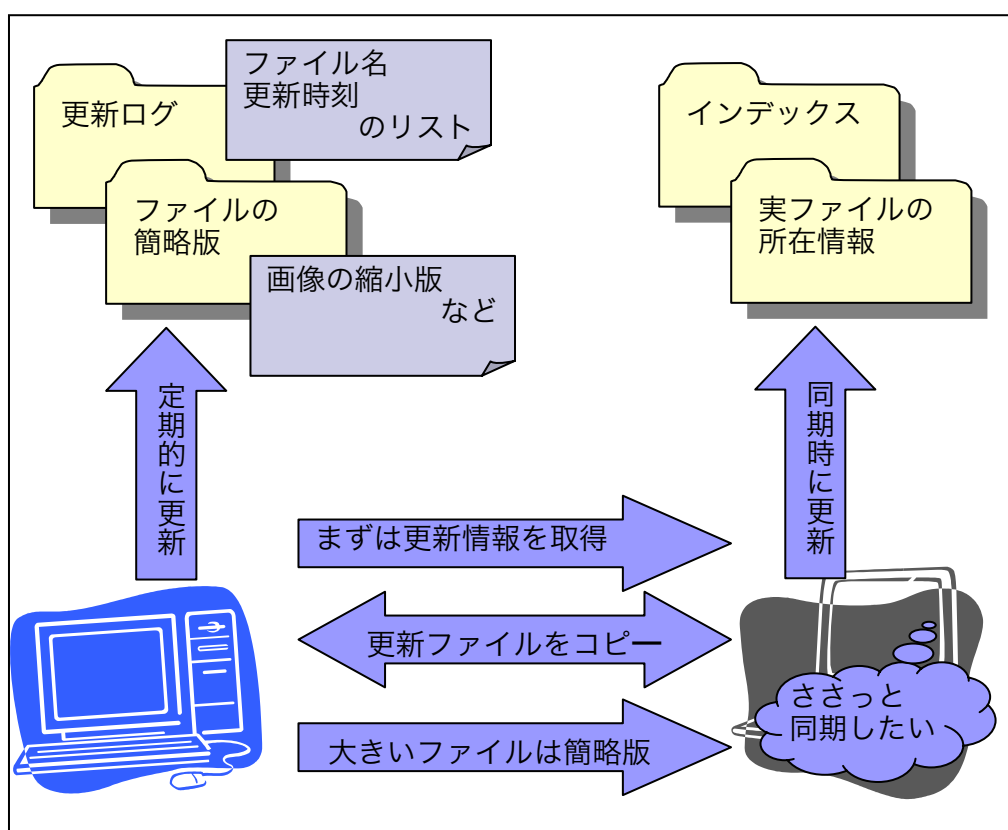 ファイル名
更新時刻
のリスト
更新ログ
ファイルの
簡略版
画像の縮小版
など
インデックス
実ファイルの
所在情報
定期的に更新
同期時に更新
まずは更新情報を取得
更新ファイルをコピー
大きいファイルは簡略版
ささっと
同期したい